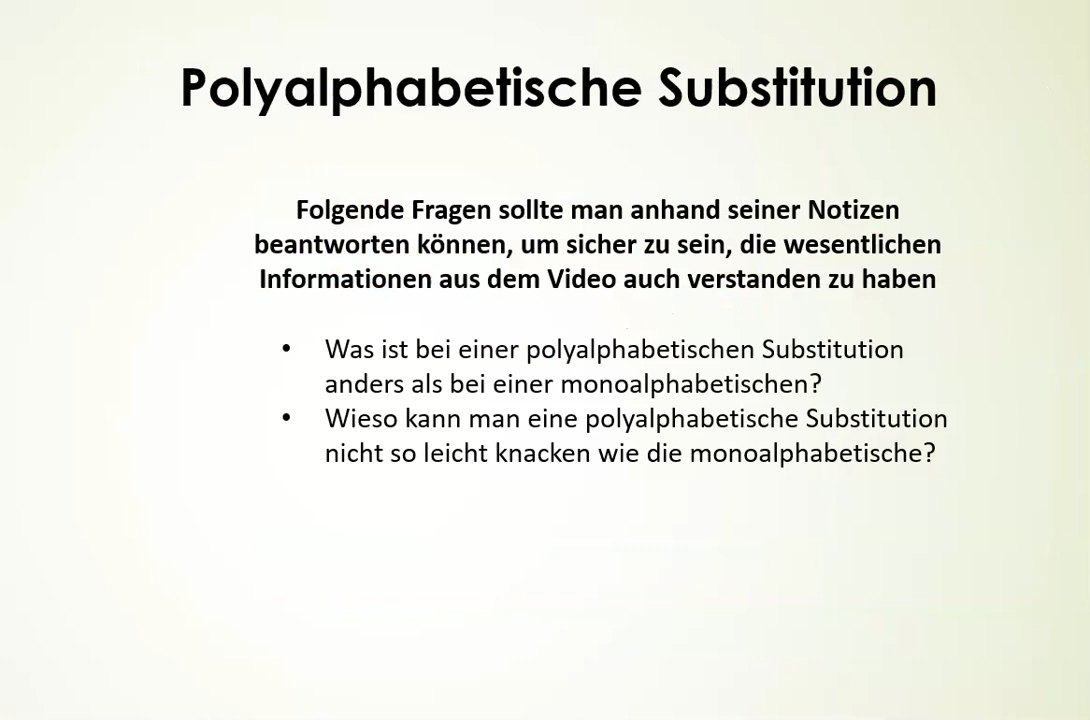 Polyalphabetische Substitution
Folgende Fragen sollte man anhand seiner Notizen
beantworten können, um sicher zu sein, die wesentlichen
Informationen aus dem Video auch verstanden zu haben
• Was ist bei einer polyalphabetischen Substitution
anders als bei einer monoalphabetischen?
• Wieso kann man eine polyalphabetische Substitution
nicht so leicht knacken wie die monoalphabetische?